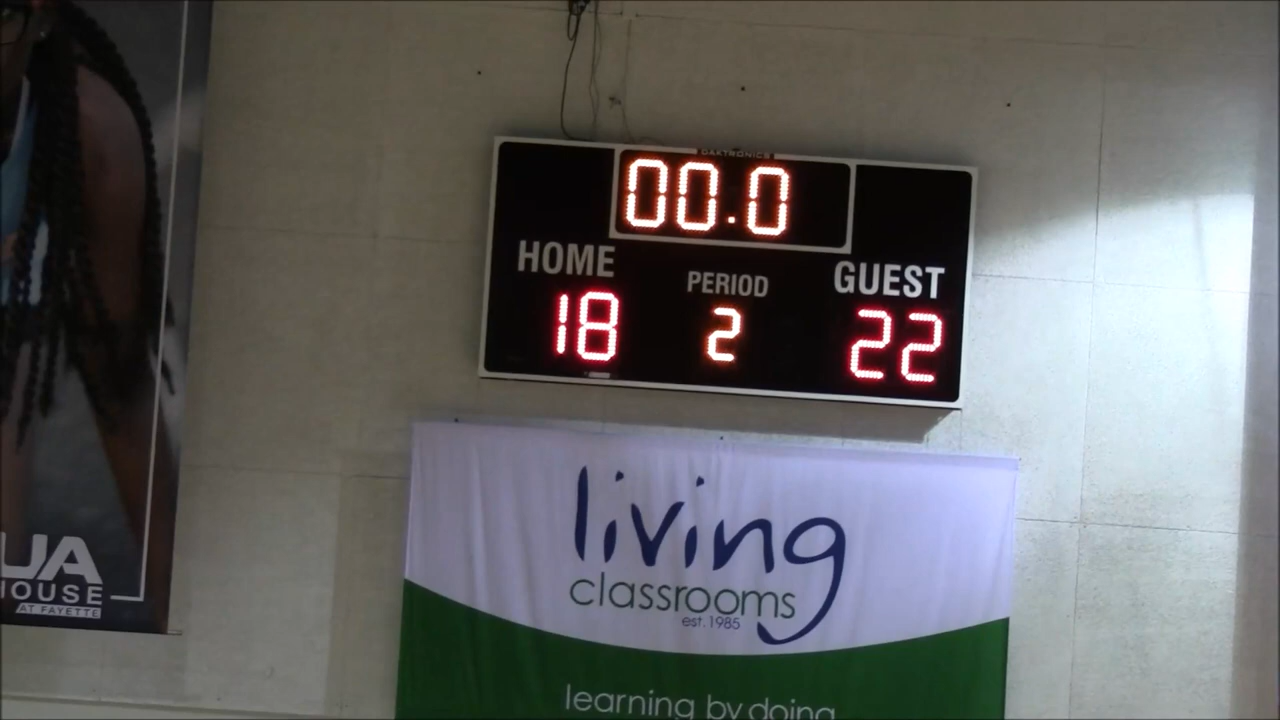 DAKTRONICS
00.0
HOME
PERIOD
GUEST
18
2
22
living
classrooms
est. 1985
learning by doing
UA
HOUSE
AT FAYETTE